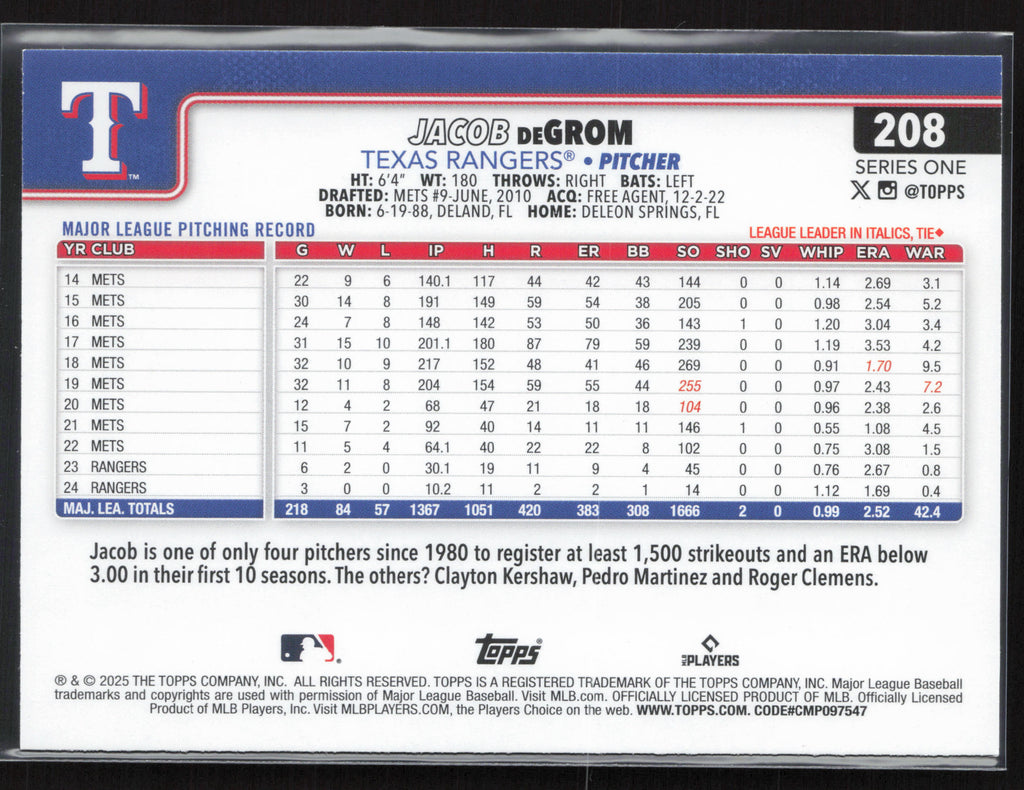 T
TM
JACOB DEGROM
208
TEXAS RANGERS® • PITCHER
SERIES ONE
HT: 6'4" WT: 180 THROWS: RIGHT BATS: LEFT
X @TOPPS
DRAFTED: METS #9-JUNE, 2010 ACQ: FREE AGENT, 12-2-22
BORN: 6-19-88, DELAND, FL HOME: DELEON SPRINGS, FL
MAJOR LEAGUE PITCHING RECORD
LEAGUE LEADER IN ITALICS, TIE◆
YR CLUB G W L IP H R ER BB SO SHO SV WHIP ERA WAR
14 METS 22 9 6 140.1 117 44 42 43 144 0 0 1.14 2.69 3.1
15 METS 30 14 8 191 149 59 54 38 205 0 0 0.98 2.54 5.2
16 METS 24 7 8 148 142 53 50 36 143 1 0 1.20 3.04 3.4
17 METS 31 15 10 201.1 180 87 79 59 239 0 0 1.19 3.53 4.2
18 METS 32 10 9 217 152 48 41 46 269 0 0 0.91 1.70 9.5
19 METS 32 11 8 204 154 59 55 44 255 0 0 0.97 2.43 7.2
20 METS 12 4 2 68 47 21 18 18 104 0 0 0.96 2.38 2.6
21 METS 15 7 2 92 40 14 11 11 146 1 0 0.55 1.08 4.5
22 METS 11 5 4 64.1 40 22 22 8 102 0 0 0.75 3.08 1.5
23 RANGERS 6 2 0 30.1 19 11 9 4 45 0 0 0.76 2.67 0.8
24 RANGERS 3 0 0 10.2 11 2 2 1 14 0 0 1.12 1.69 0.4
MAJ. LEA. TOTALS 218 84 57 1367 1051 420 383 308 1666 2 0 0.99 2.52 42.4
Jacob is one of only four pitchers since 1980 to register at least 1,500 strikeouts and an ERA below
3.00 in their first 10 seasons. The others? Clayton Kershaw, Pedro Martinez and Roger Clemens.
® Topps® MLB PLAYERS
® & © 2025 THE TOPPS COMPANY, INC. ALL RIGHTS RESERVED. TOPPS IS A REGISTERED TRADEMARK OF THE TOPPS COMPANY, INC. Major League Baseball
trademarks and copyrights are used with permission of Major League Baseball. Visit MLB.com. OFFICIALLY LICENSED PRODUCT OF MLB. Officially Licensed
Product of MLB Players, Inc. Visit MLBPLAYERS.COM, the Players Choice on the web. WWW.TOPPS.COM. CODE#CMP097547